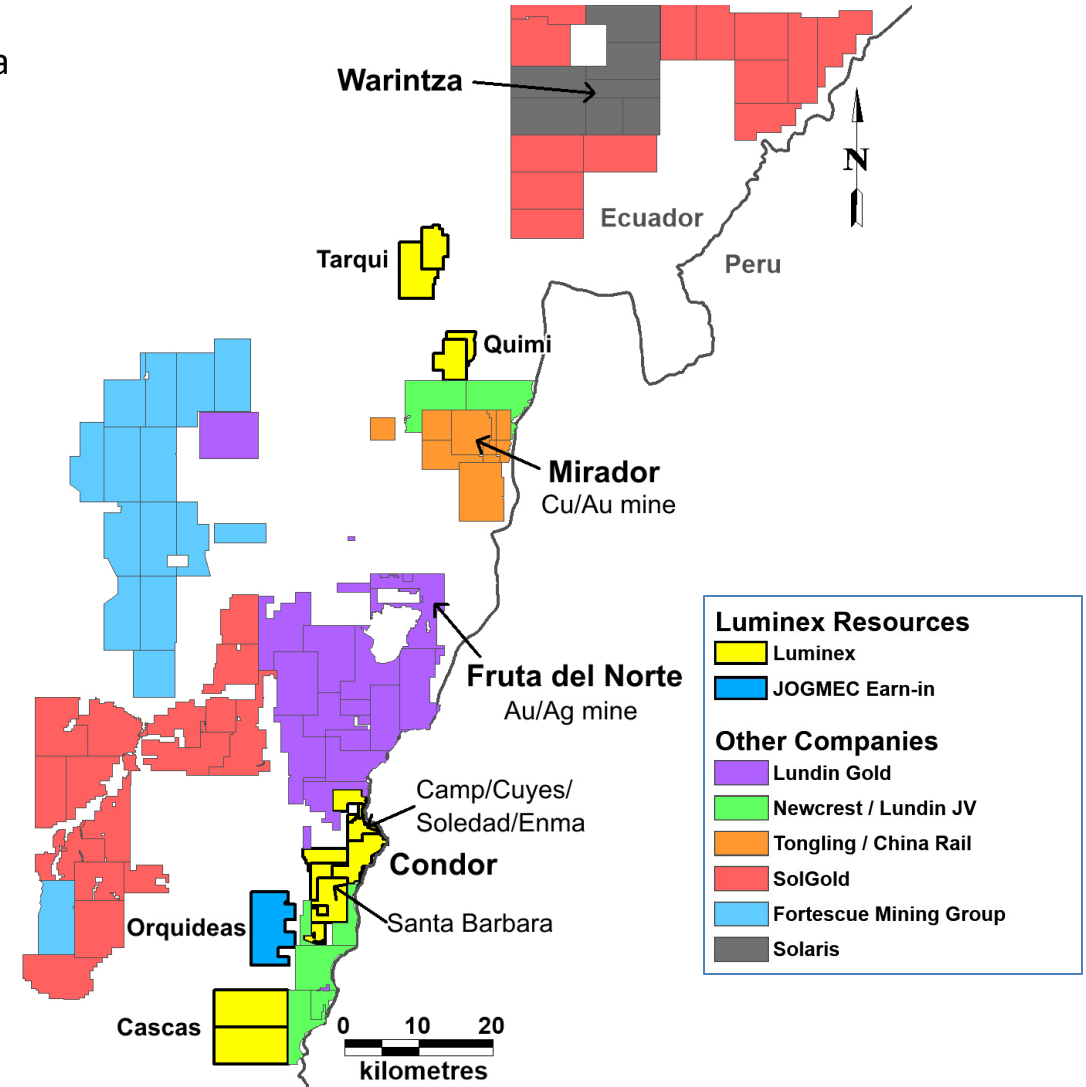 a
Warintza
N
Ecuador
Peru
Tarqui
Quimi
Mirador
Cu/Au mine
Fruta del Norte
Au/Ag mine
Camp/Cuyes/
Soledad/Enma
Condor
Santa Barbara
Orquideas
Cascas
0 10 20
kilometres
Luminex Resources
Luminex
JOGMEC Earn-in
Other Companies
Lundin Gold
Newcrest / Lundin JV
Tongling / China Rail
SolGold
Fortescue Mining Group
Solaris